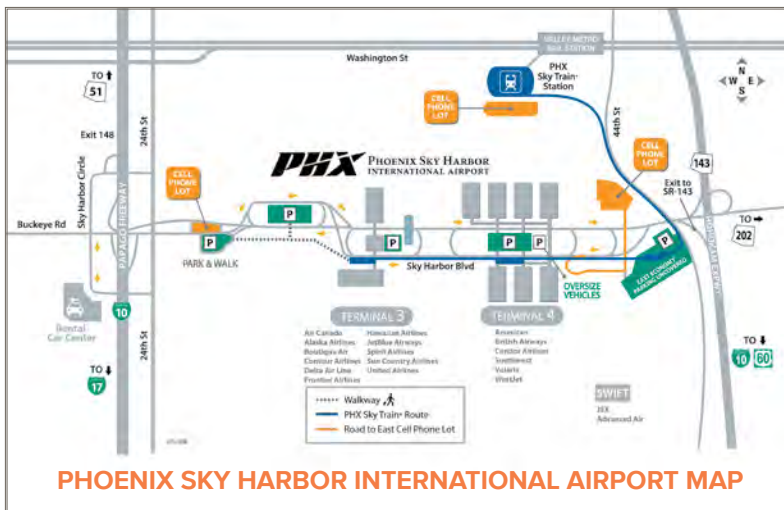 VALLEY METRO
RAIL STATION
Washington St
PHX
Sky Train®
Station
TO
51
CELL
PHONE
LOT
N
W E
S
Exit 148
24th St
44th St
CELL
PHONE
LOT
143
Sky Harbor Circle
PHX PHOENIX SKY HARBOR
INTERNATIONAL AIRPORT
CELL
PHONE
LOT
Exit to
SR-143
Buckeye Rd
PAPAGO FREEWAY
P
P
P
P
P
P
TO
202
HOHOKAM EXPWY
PARK & WALK
Sky Harbor Blvd
EAST ECONOMY
PARKING UNCOVERED
OVERSIZE
VEHICLES
Rental
Car Center
10
24th St
TO
17
TERMINAL 3
Air Canada
Alaska Airlines
Boutique Air
Contour Airlines
Delta Air Line
Frontier Airlines
Hawaiian Airlines
JetBlue Airways
Spirit Airlines
Sun Country Airlines
United Airlines
TERMINAL 4
American
British Airways
Condor Airlines
Southwest
Volaris
WestJet
TO
10 60
SWIFT
JSX
Advanced Air
Walkway
PHX Sky Train® Route
Road to East Cell Phone Lot
PHOENIX SKY HARBOR INTERNATIONAL AIRPORT MAP